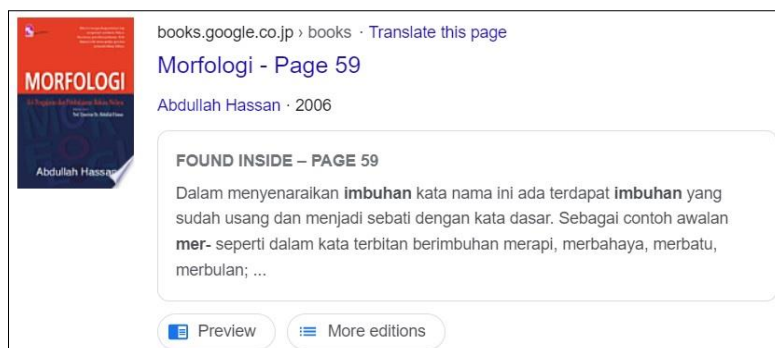 MORFOLOGI
Abdullah Hassan
books.google.co.jp › books · Translate this page
Morfologi - Page 59
Abdullah Hassan · 2006
FOUND INSIDE – PAGE 59
Dalam menyenaraikan imbuhan kata nama ini ada terdapat imbuhan yang
sudah usang dan menjadi sebati dengan kata dasar. Sebagai contoh awalan
mer- seperti dalam kata terbitan berimbuhan merapi, merbahaya, merbatu,
merbulan; ...
Preview
More editions